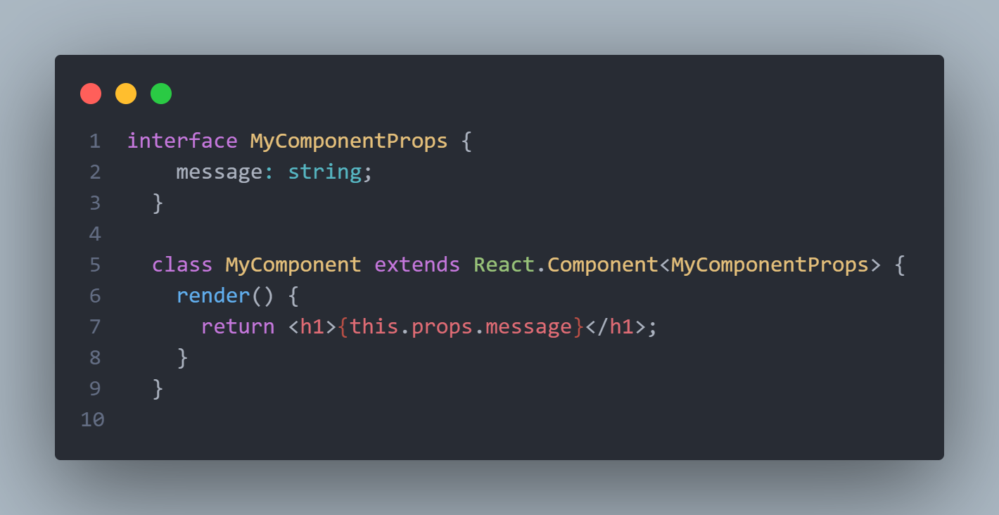 1 interface MyComponentProps {
2     message: string;
3   }
4
5   class MyComponent extends React.Component<MyComponentProps> {
6     render() {
7       return <h1>{this.props.message}</h1>;
8     }
9   }
10